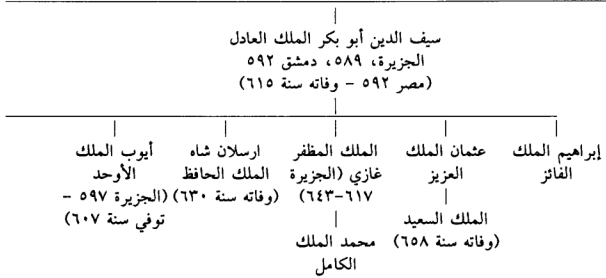 سيف الدين أبو بكر الملك العادل
الجزيرة، ٥٨٩، دمشق ٥٩٢
(مصر ٥٩٢ - وفاته سنة ٦١٥)
إبراهيم الملك
الفائز
عثمان الملك
العزيز
الملك السعيد
(وفاته سنة ٦٥٨)
الملك المظفر
غازي (الجزيرة
٦١٧-٦٤٣)
محمد الملك
الكامل
ارسلان شاه
الملك الحافظ
(وفاته سنة ٦٣٠)
أيوب الملك
الأوحد
(الجزيرة ٥٩٧ -
توفي سنة ٦٠٧)